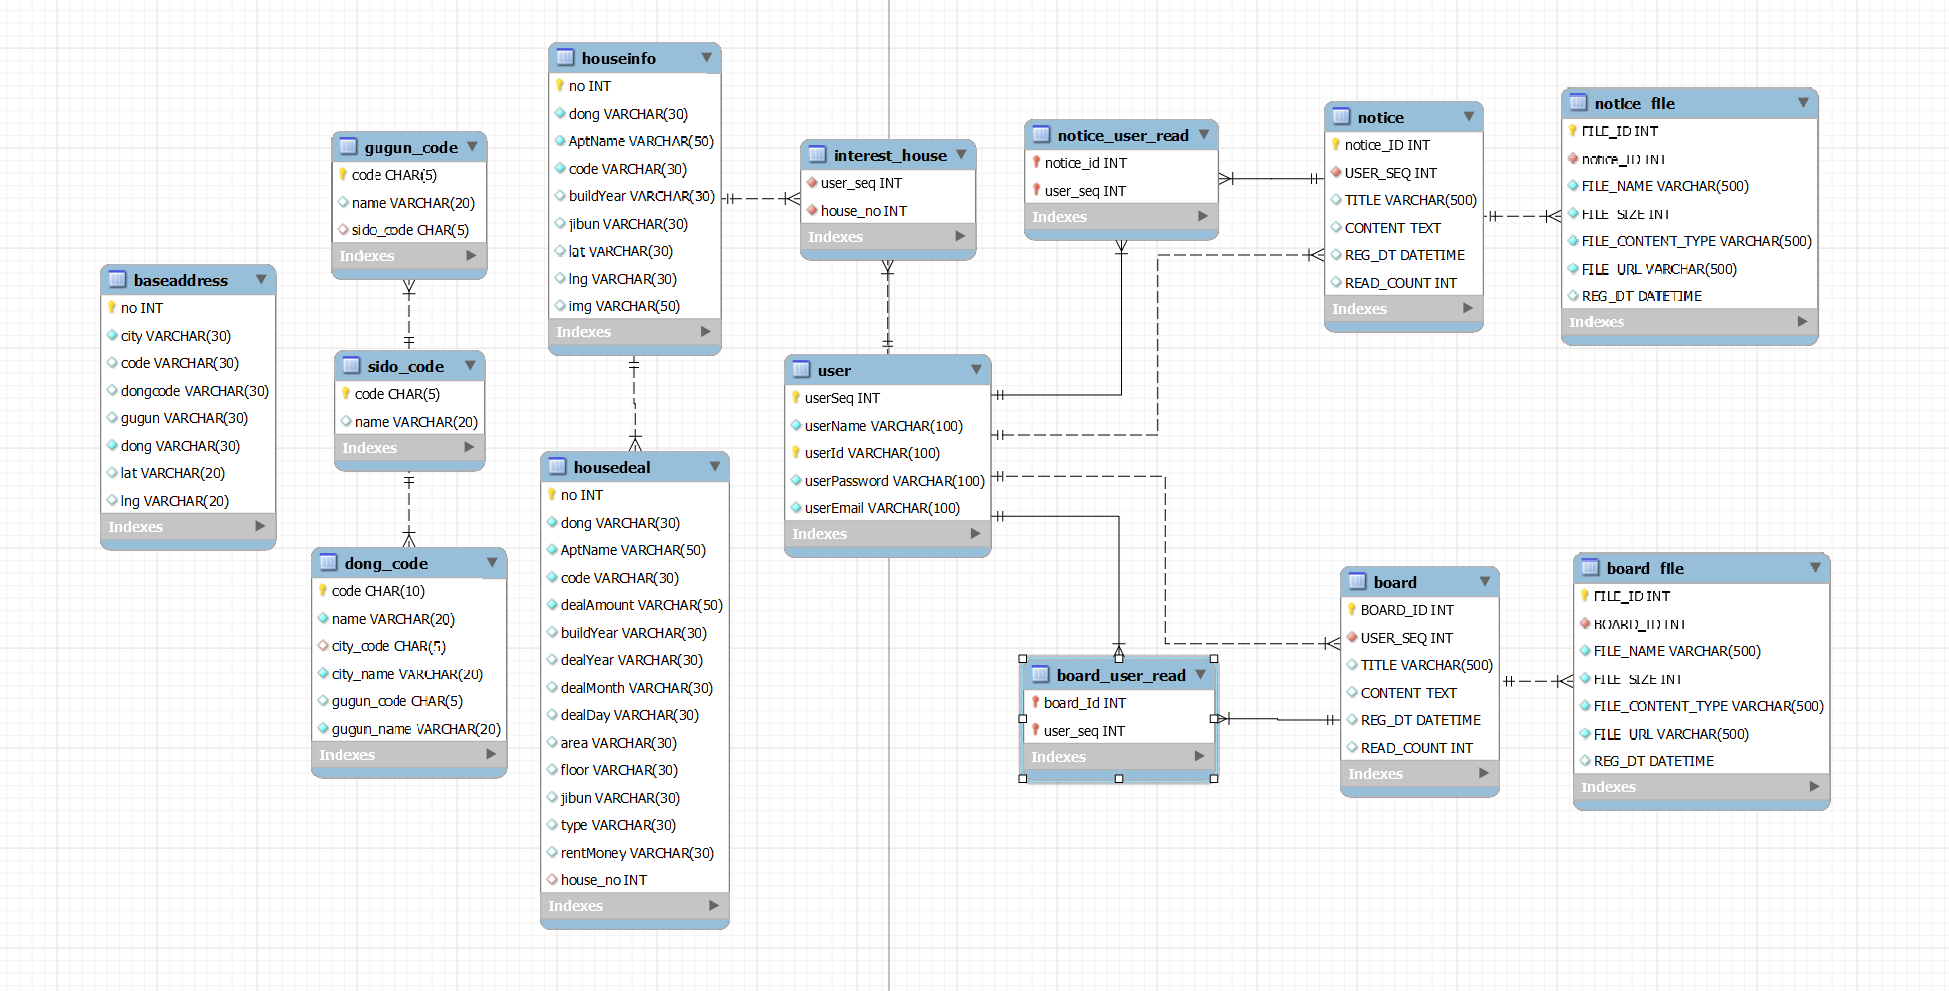 baseaddress
no INT
city VARCHAR(30)
code VARCHAR(30)
dongcode VARCHAR(30)
gugun VARCHAR(30)
dong VARCHAR(30)
lat VARCHAR(20)
lng VARCHAR(20)
Indexes
gugun_code
code CHAR(5)
name VARCHAR(20)
sido_code CHAR(5)
Indexes
sido_code
code CHAR(5)
name VARCHAR(20)
Indexes
dong_code
code CHAR(10)
name VARCHAR(20)
city_code CHAR(5)
city_name VARCHAR(20)
gugun_code CHAR(5)
gugun_name VARCHAR(20)
Indexes
houseinfo
no INT
dong VARCHAR(30)
AptName VARCHAR(50)
code VARCHAR(30)
buildYear VARCHAR(30)
jibun VARCHAR(30)
lat VARCHAR(30)
lng VARCHAR(30)
img VARCHAR(50)
Indexes
housedeal
no INT
dong VARCHAR(30)
AptName VARCHAR(50)
code VARCHAR(30)
dealAmount VARCHAR(50)
buildYear VARCHAR(30)
dealYear VARCHAR(30)
dealMonth VARCHAR(30)
dealDay VARCHAR(30)
area VARCHAR(30)
floor VARCHAR(30)
jibun VARCHAR(30)
type VARCHAR(30)
rentMoney VARCHAR(30)
house_no INT
Indexes
interest_house
user_seq INT
house_no INT
Indexes
user
userSeq INT
userName VARCHAR(100)
userId VARCHAR(100)
userPassword VARCHAR(100)
userEmail VARCHAR(100)
Indexes
notice_user_read
notice_id INT
user_seq INT
Indexes
board_user_read
board_Id INT
user_seq INT
Indexes
notice
notice_ID INT
USER_SEQ INT
TITLE VARCHAR(500)
CONTENT TEXT
REG_DT DATETIME
READ_COUNT INT
Indexes
notice_file
FILE_ID INT
notice_ID INT
FILE_NAME VARCHAR(500)
FILE_SIZE INT
FILE_CONTENT_TYPE VARCHAR(500)
FILE_URL VARCHAR(500)
REG_DT DATETIME
Indexes
board
BOARD_ID INT
USER_SEQ INT
TITLE VARCHAR(500)
CONTENT TEXT
REG_DT DATETIME
READ_COUNT INT
Indexes
board_file
FILE_ID INT
BOARD_ID INT
FILE_NAME VARCHAR(500)
FILE_SIZE INT
FILE_CONTENT_TYPE VARCHAR(500)
FILE_URL VARCHAR(500)
REG_DT DATETIME
Indexes